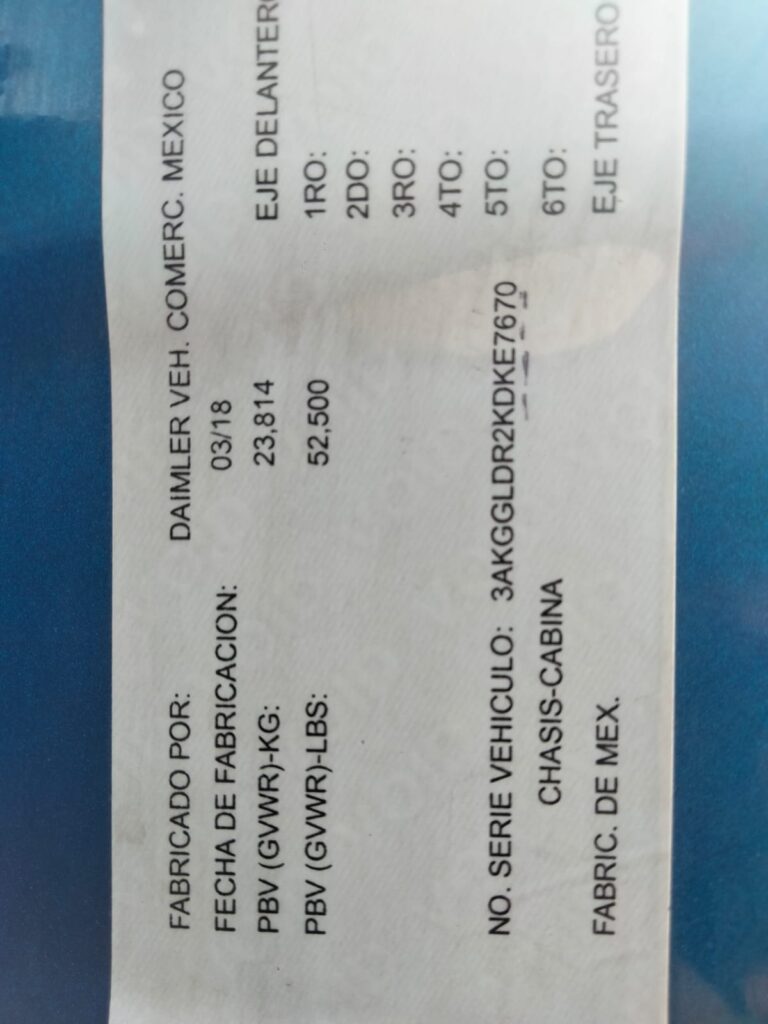 FABRICADO POR: DAIMLER VEH. COMERC. MEXICO
FECHA DE FABRICACION: 03/18
PBV (GVWR)-KG: 23,814 EJE DELANTERO
PBV (GVWR)-LBS: 52,500 1RO:
2DO:
3RO:
4TO:
NO. SERIE VEHICULO: 3AKGGLDR2KDKE7670 5TO:
CHASIS-CABINA 6TO:
FABRIC. DE MEX. EJE TRASERO